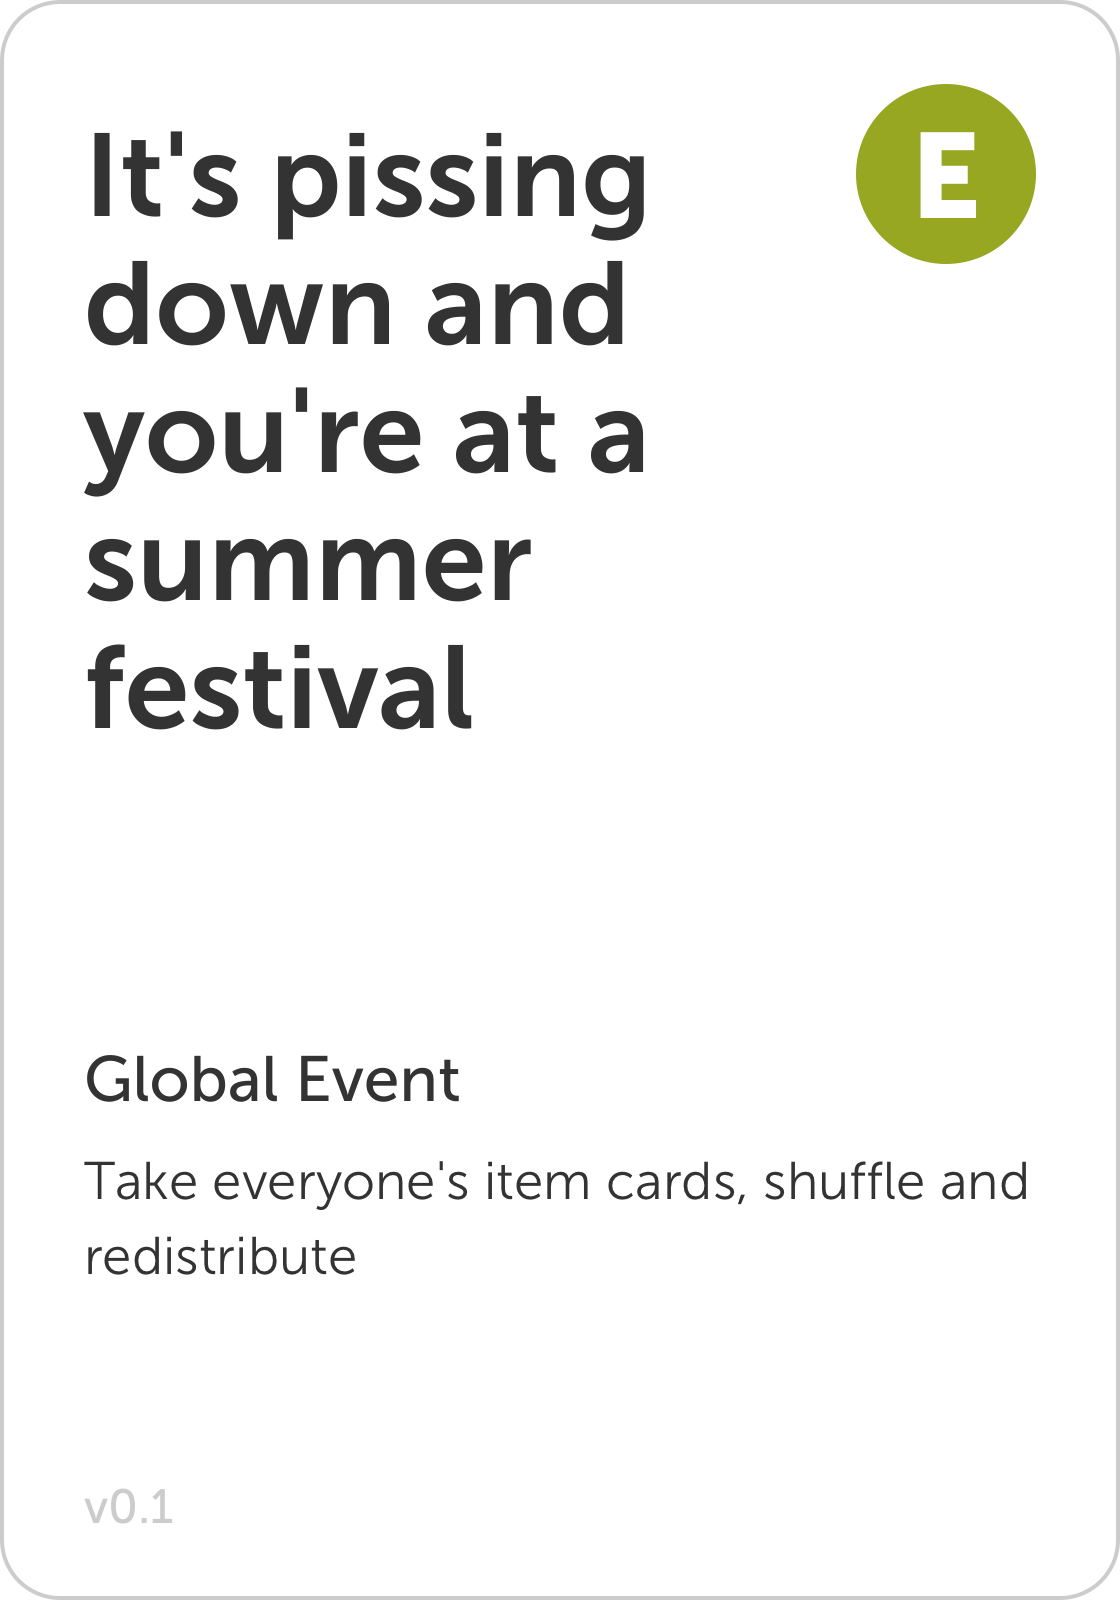 It's pissing
down and
you're at a
summer
festival
E
Global Event
Take everyone's item cards, shuffle and
redistribute
v0.1